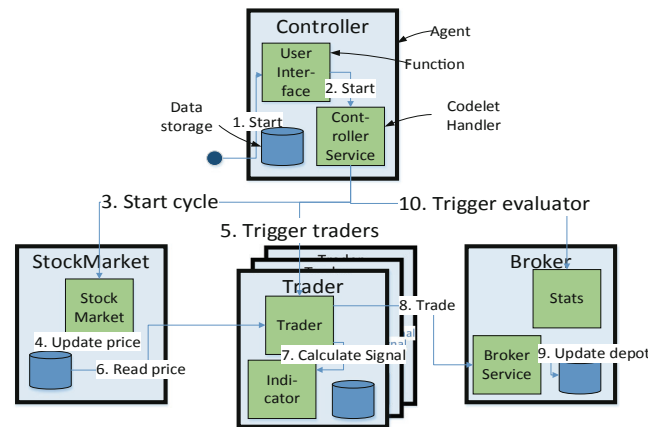 Controller
Agent
User
Inter-
face
Function
2. Start
Data
storage
1. Start
Cont-
roller
Service
Codelet
Handler
3. Start cycle
10. Trigger evaluator
5. Trigger traders
StockMarket
Stock
Market
4. Update price
6. Read price
Trader
Trader
7. Calculate Signal
Indi-
cator
8. Trade
Broker
Stats
Broker
Service
9. Update depot